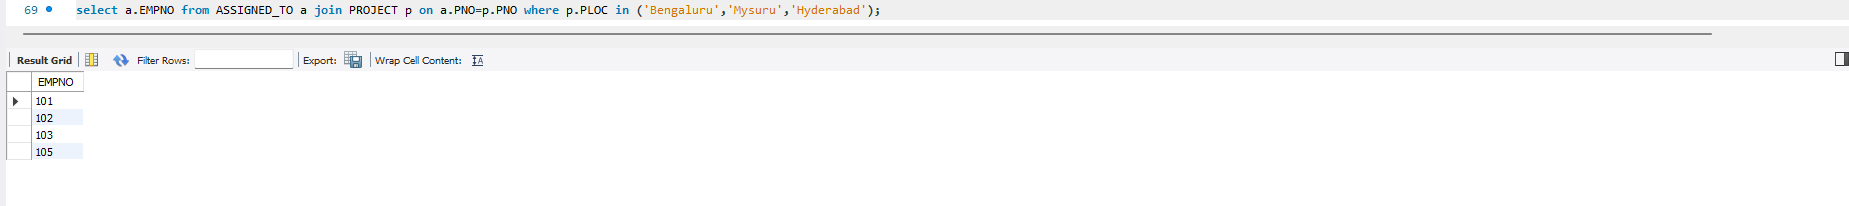 69 select a.EMPNO from ASSIGNED_TO a join PROJECT p on a.PNO=p.PNO where p.PLOC in ('Bengaluru','Mysuru','Hyderabad');
Result Grid Filter Rows: Export: Wrap Cell Content: IA
EMPNO
101
102
103
105